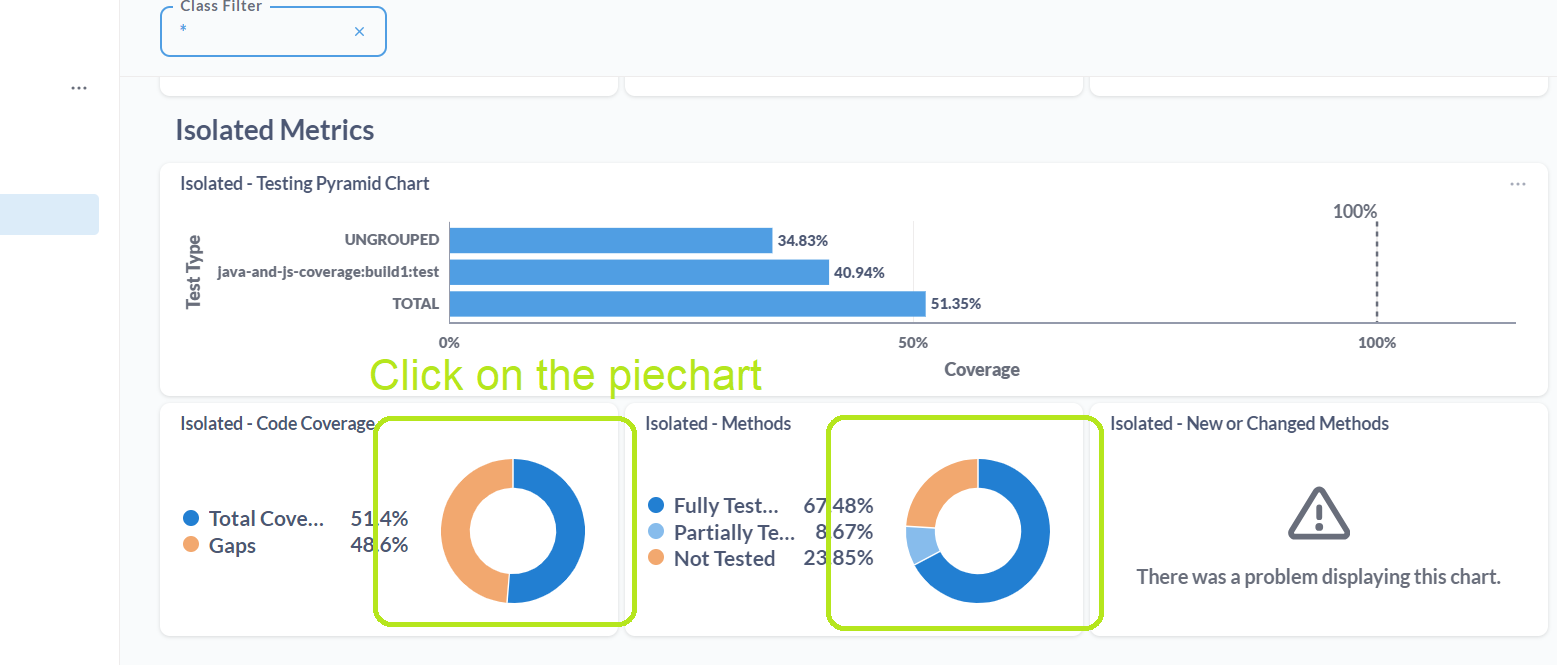 Class Filter
*
Isolated Metrics
Isolated - Testing Pyramid Chart
100%
Test Type
UNGROUPED 34.83%
java-and-js-coverage:build1:test 40.94%
TOTAL 51.35%
0% 50% 100%
Coverage
Click on the piechart
Isolated - Code Coverage
Total Cove... 51.4%
Gaps 48.6%
Isolated - Methods
Fully Test... 67.48%
Partially Te... 8.67%
Not Tested 23.85%
Isolated - New or Changed Methods
There was a problem displaying this chart.